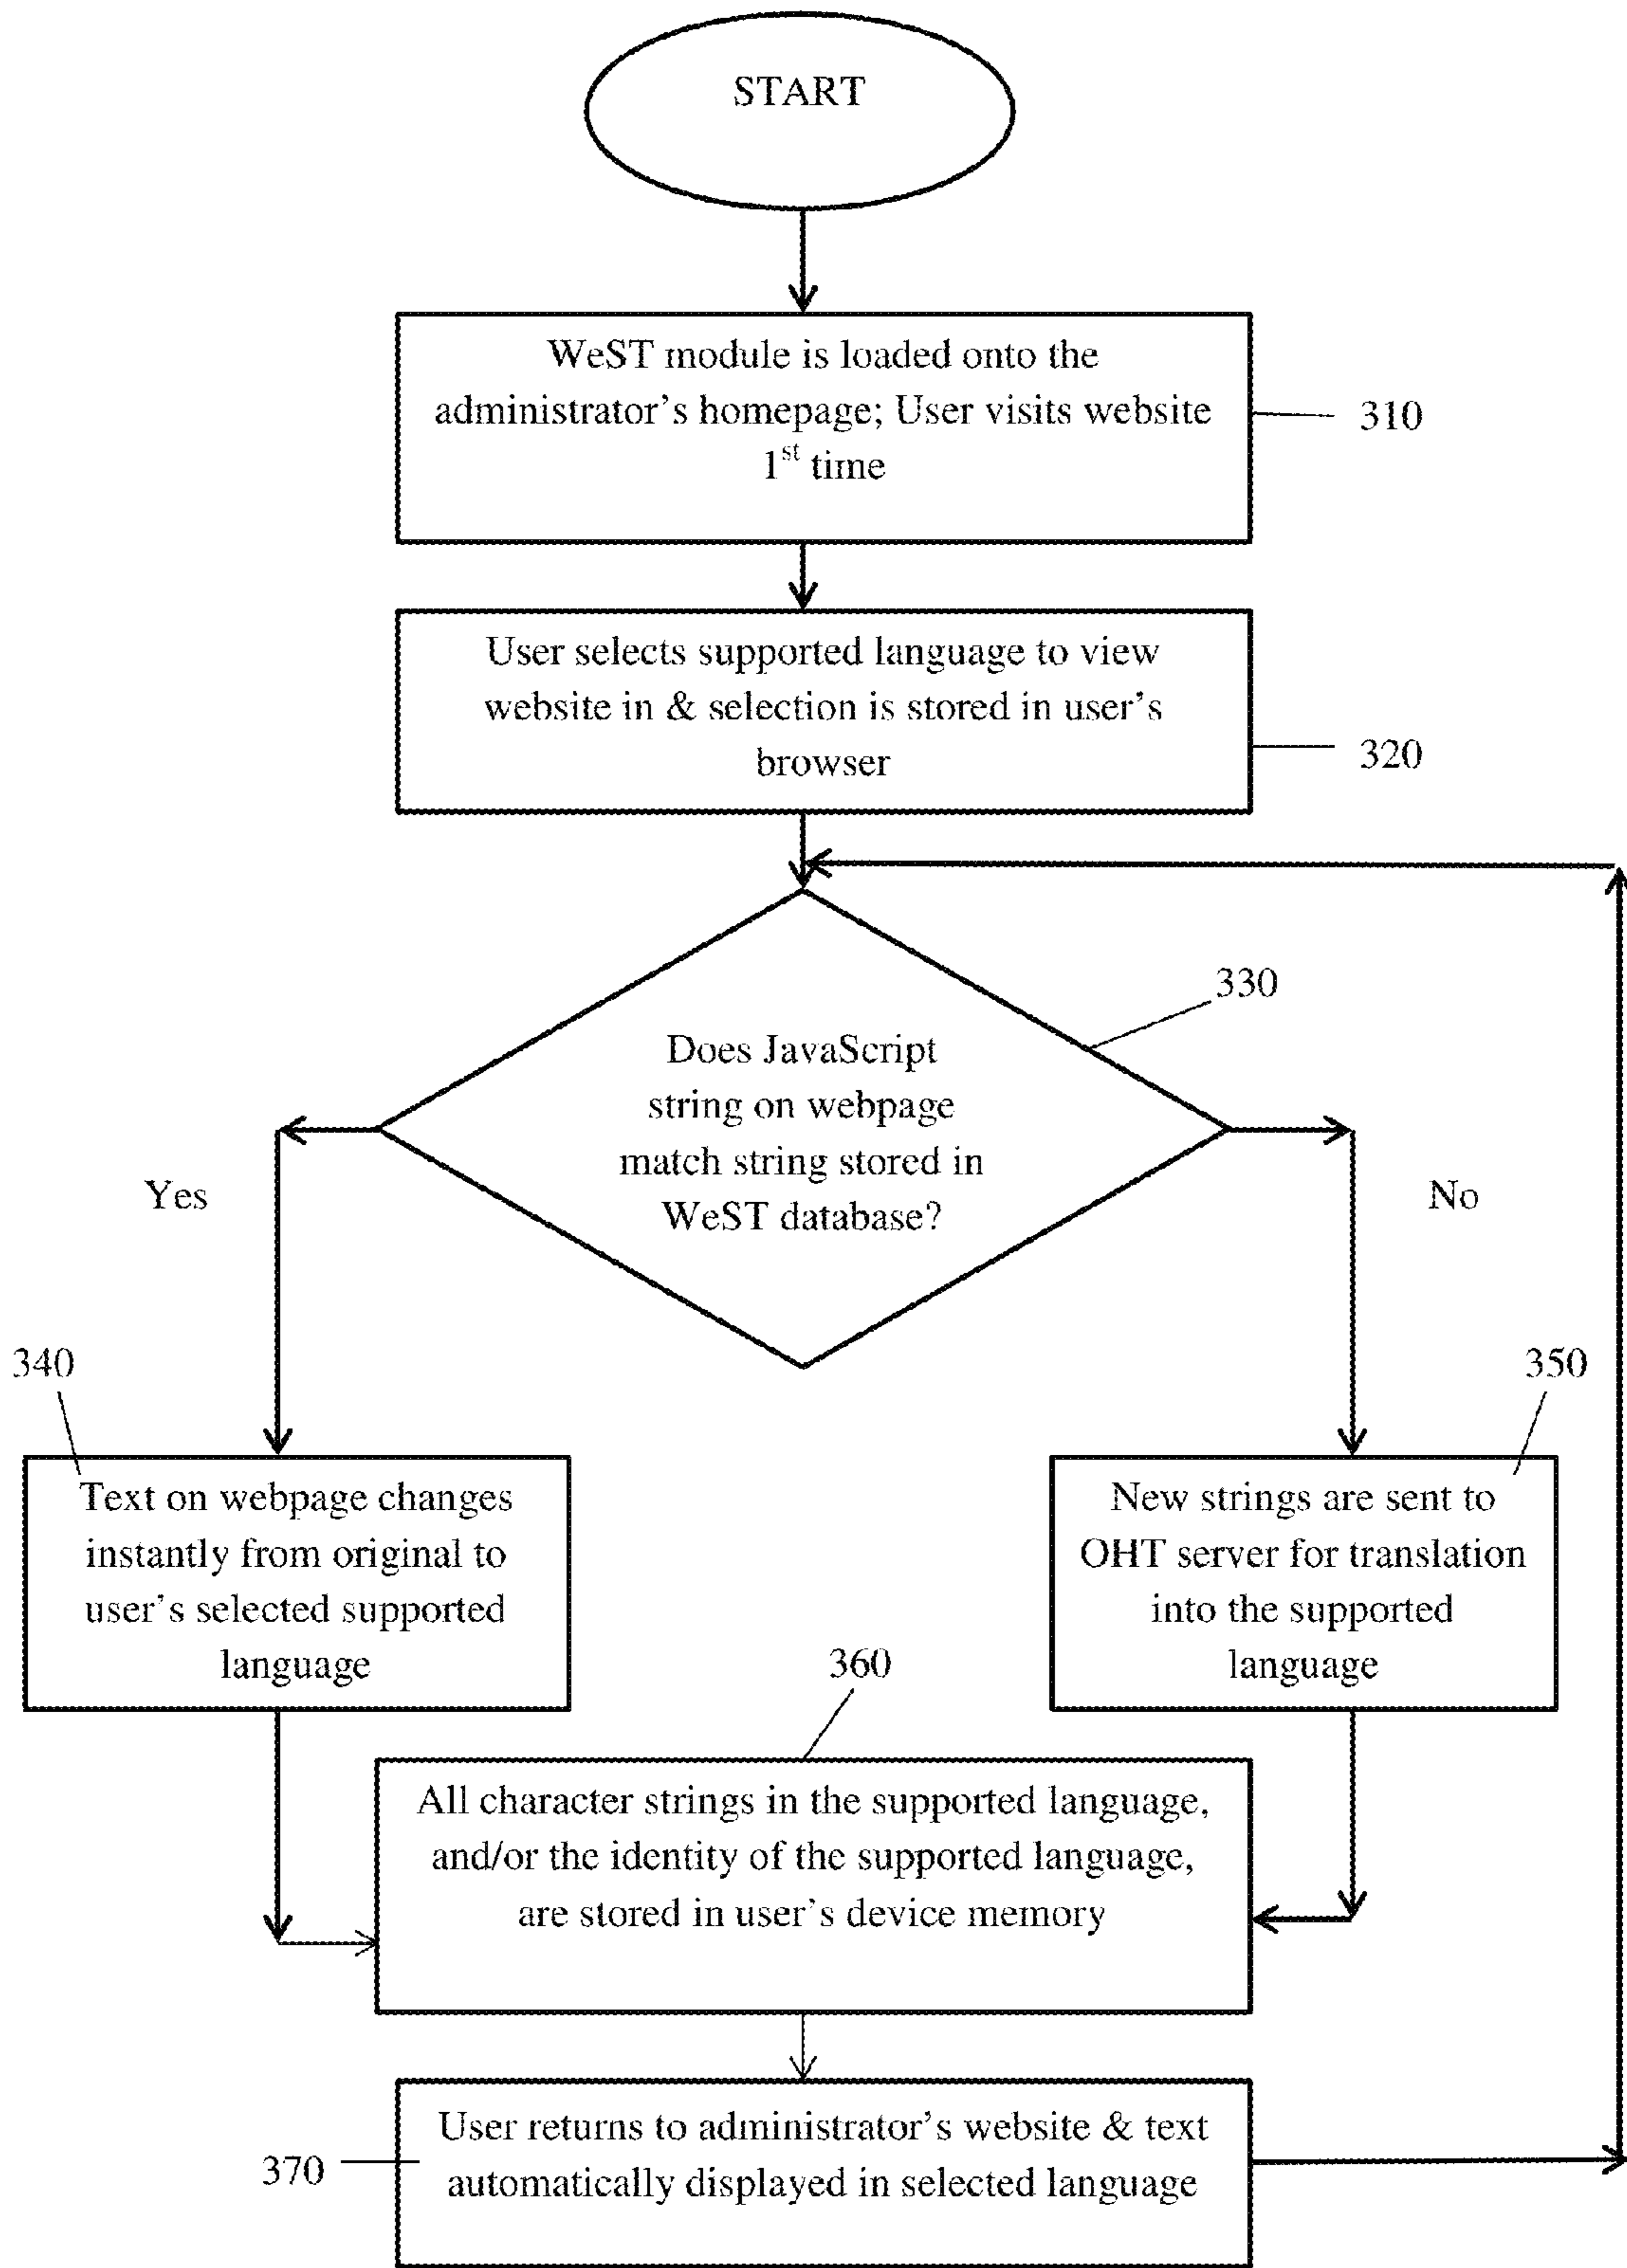 START
WeST module is loaded onto the
administrator's homepage; User visits website
1st time
310
User selects supported language to view
website in & selection is stored in user's
browser
320
330
Does JavaScript
string on webpage
match string stored in
WeST database?
Yes
No
340
350
Text on webpage changes
instantly from original to
user's selected supported
language
New strings are sent to
OHT server for translation
into the supported
language
360
All character strings in the supported language,
and/or the identity of the supported language,
are stored in user's device memory
370
User returns to administrator's website & text
automatically displayed in selected language